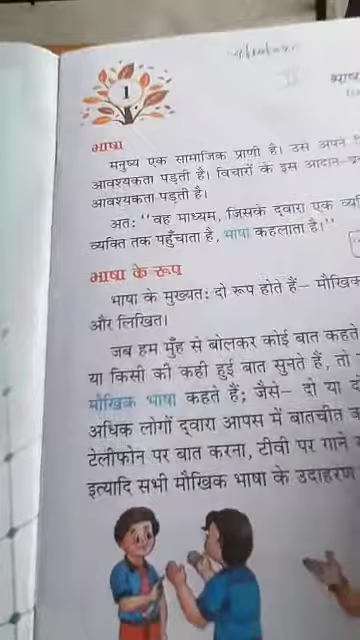 1
भाषा
मनुष्य एक सामाजिक प्राणी है। उसे अपने
आवश्यकता पड़ती है। विचारों के इस आदान-
आवश्यकता पड़ती है।
अतः "वह माध्यम, जिसके द्वारा एक
व्यक्ति तक पहुँचाता है, भाषा कहलाता है।"
भाषा के रूप
भाषा के मुख्यतः दो रूप होते हैं– मौखिक
और लिखित।
जब हम मुँह से बोलकर कोई बात कहते
या किसी की कही हुई बात सुनते हैं, तो
मौखिक भाषा कहते हैं; जैसे– दो या
अधिक लोगों द्वारा आपस में बातचीत
टेलीफोन पर बात करना, टीवी पर गाने
इत्यादि सभी मौखिक भाषा के उदाहरण